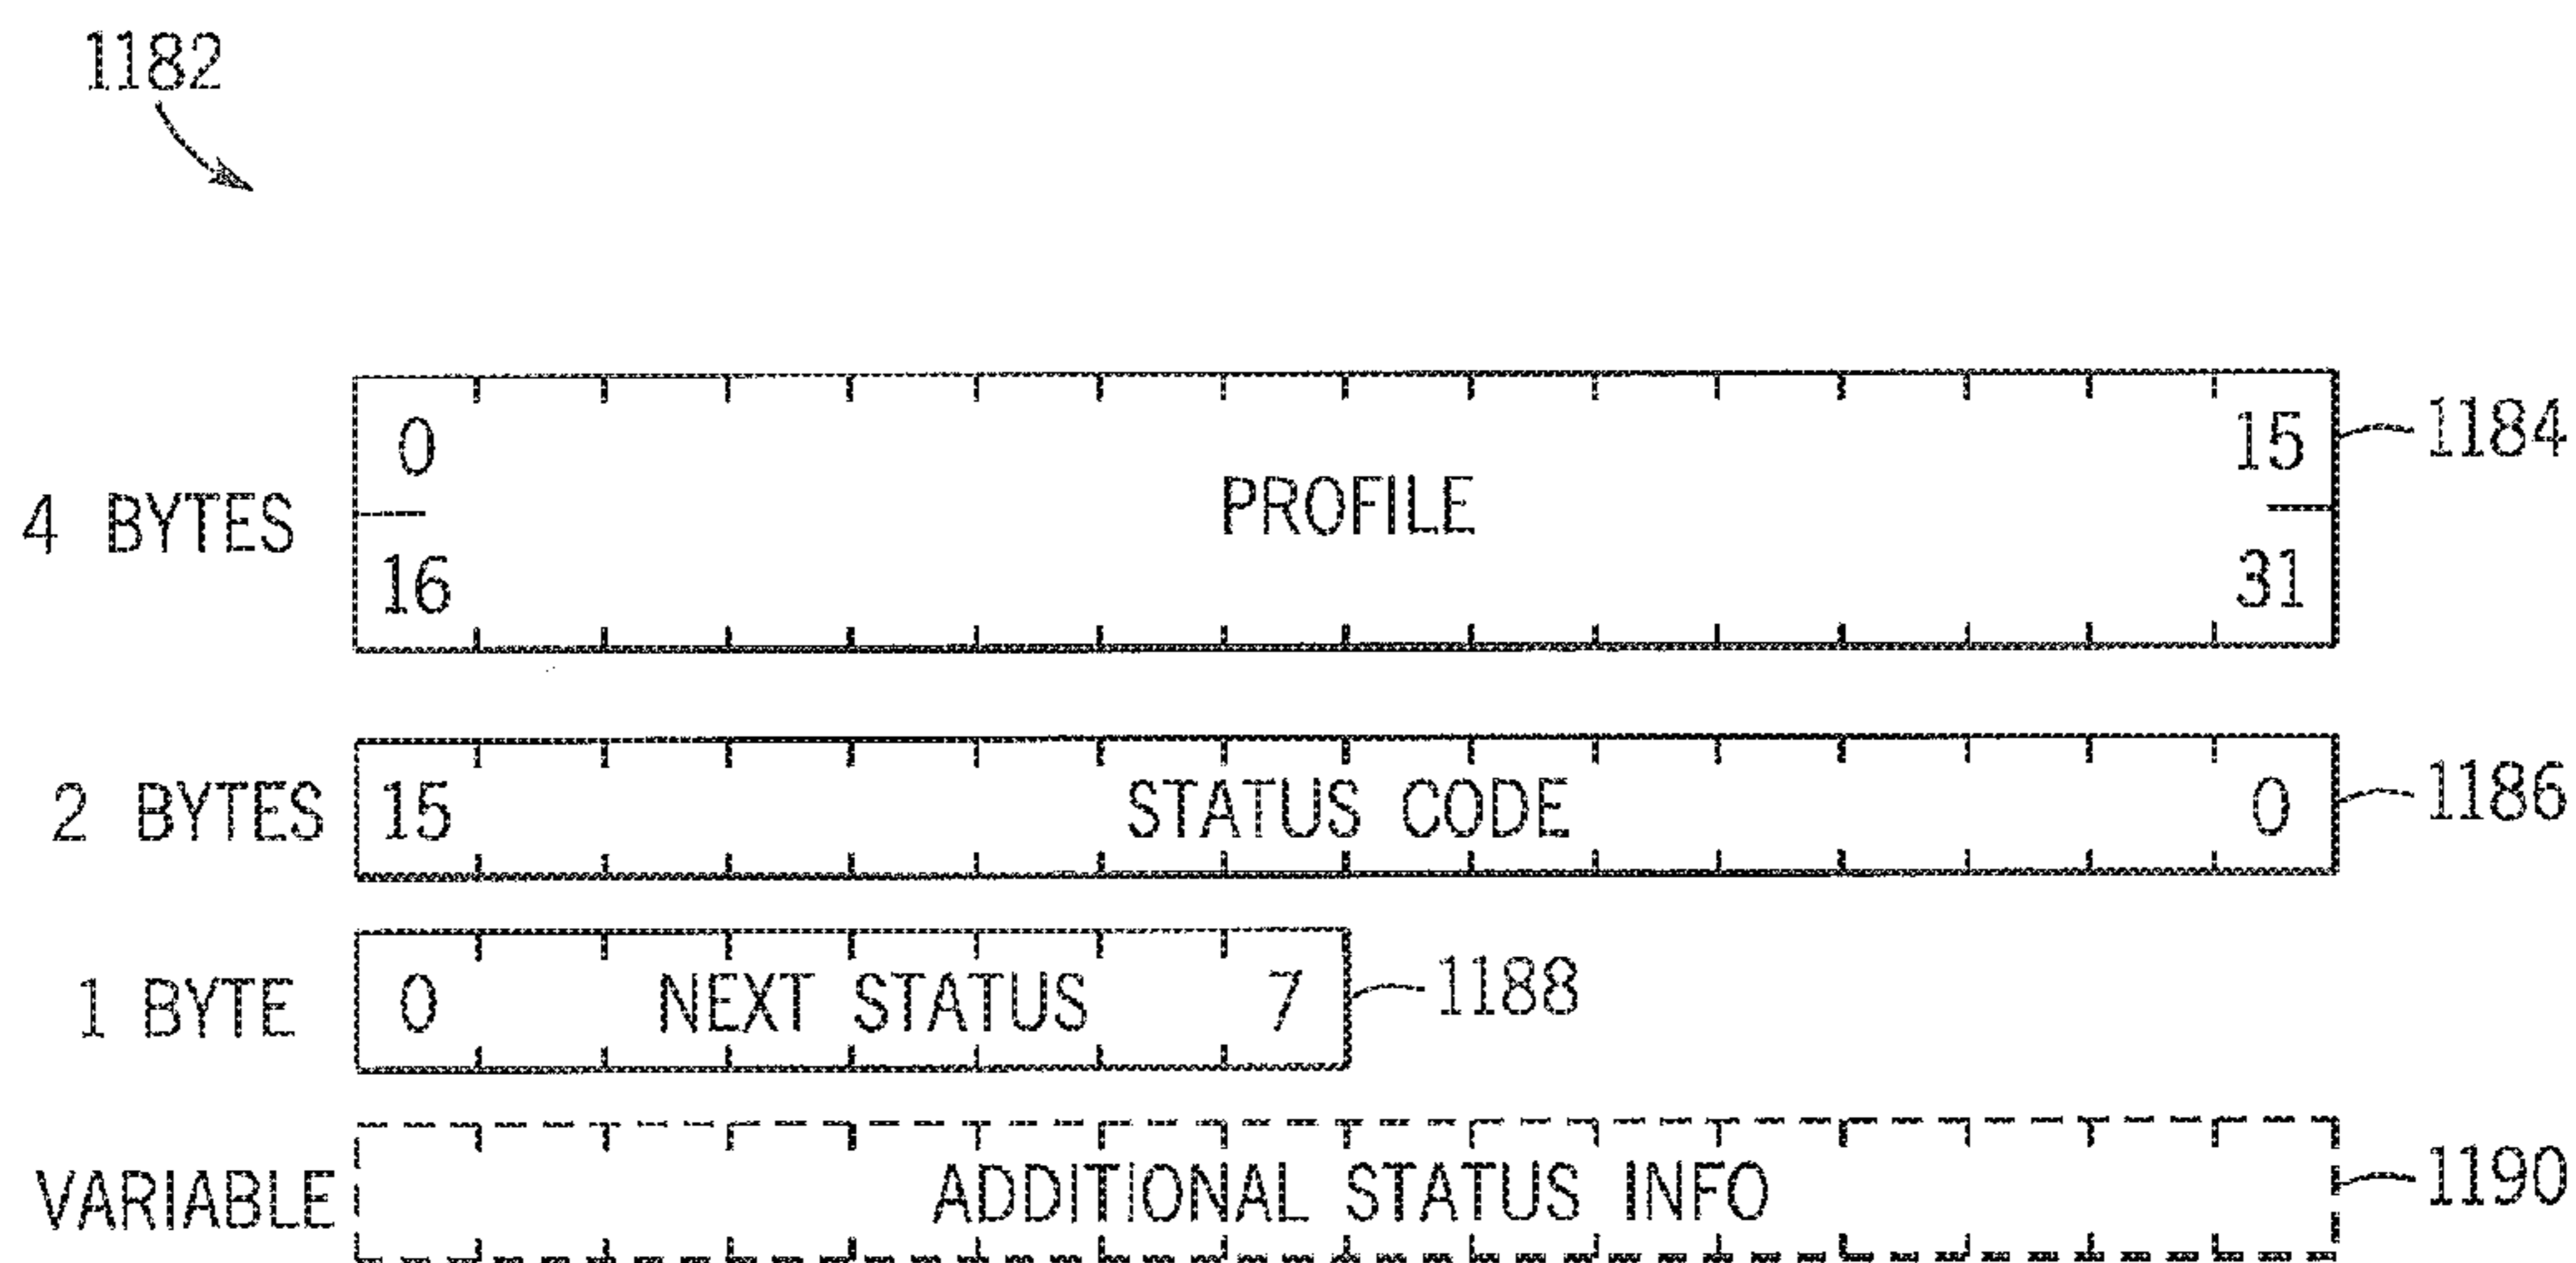 1182
0 15 1184
4 BYTES PROFILE
16 31
2 BYTES 15 STATUS CODE 0 1186
1 BYTE 0 NEXT STATUS 7 1188
VARIABLE ADDITIONAL STATUS INFO 1190